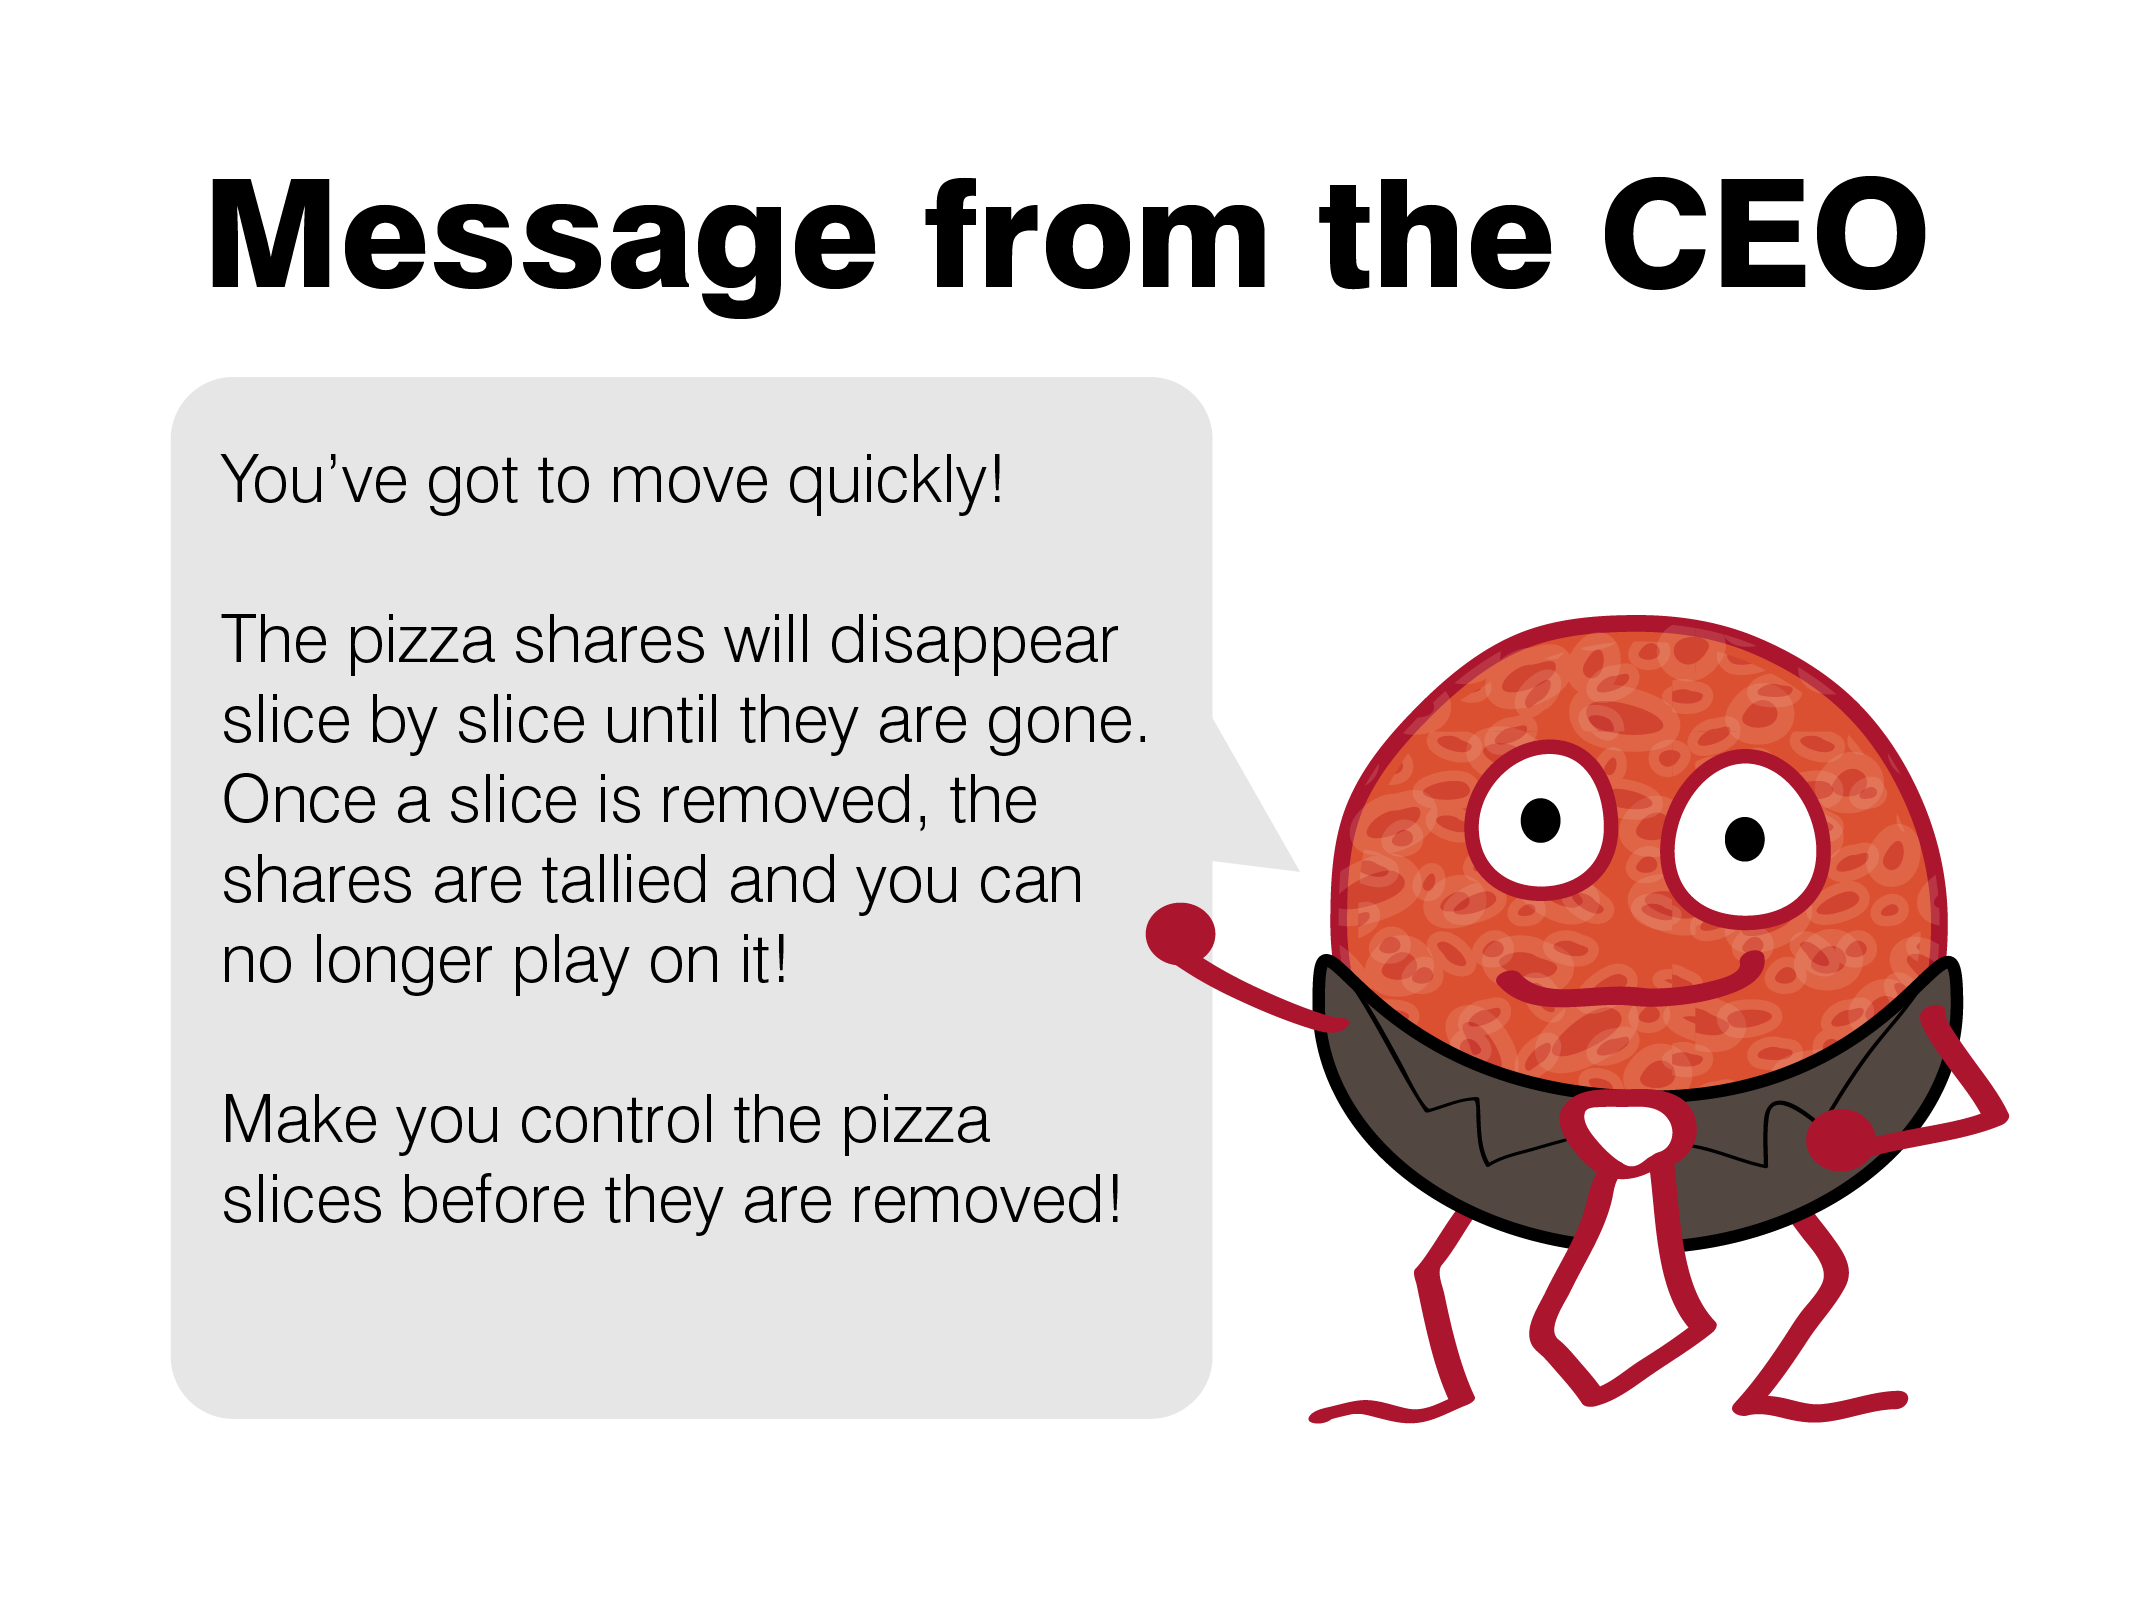 Message from the CEO
You’ve got to move quickly!
The pizza shares will disappear
slice by slice until they are gone.
Once a slice is removed, the
shares are tallied and you can
no longer play on it!
Make you control the pizza
slices before they are removed!